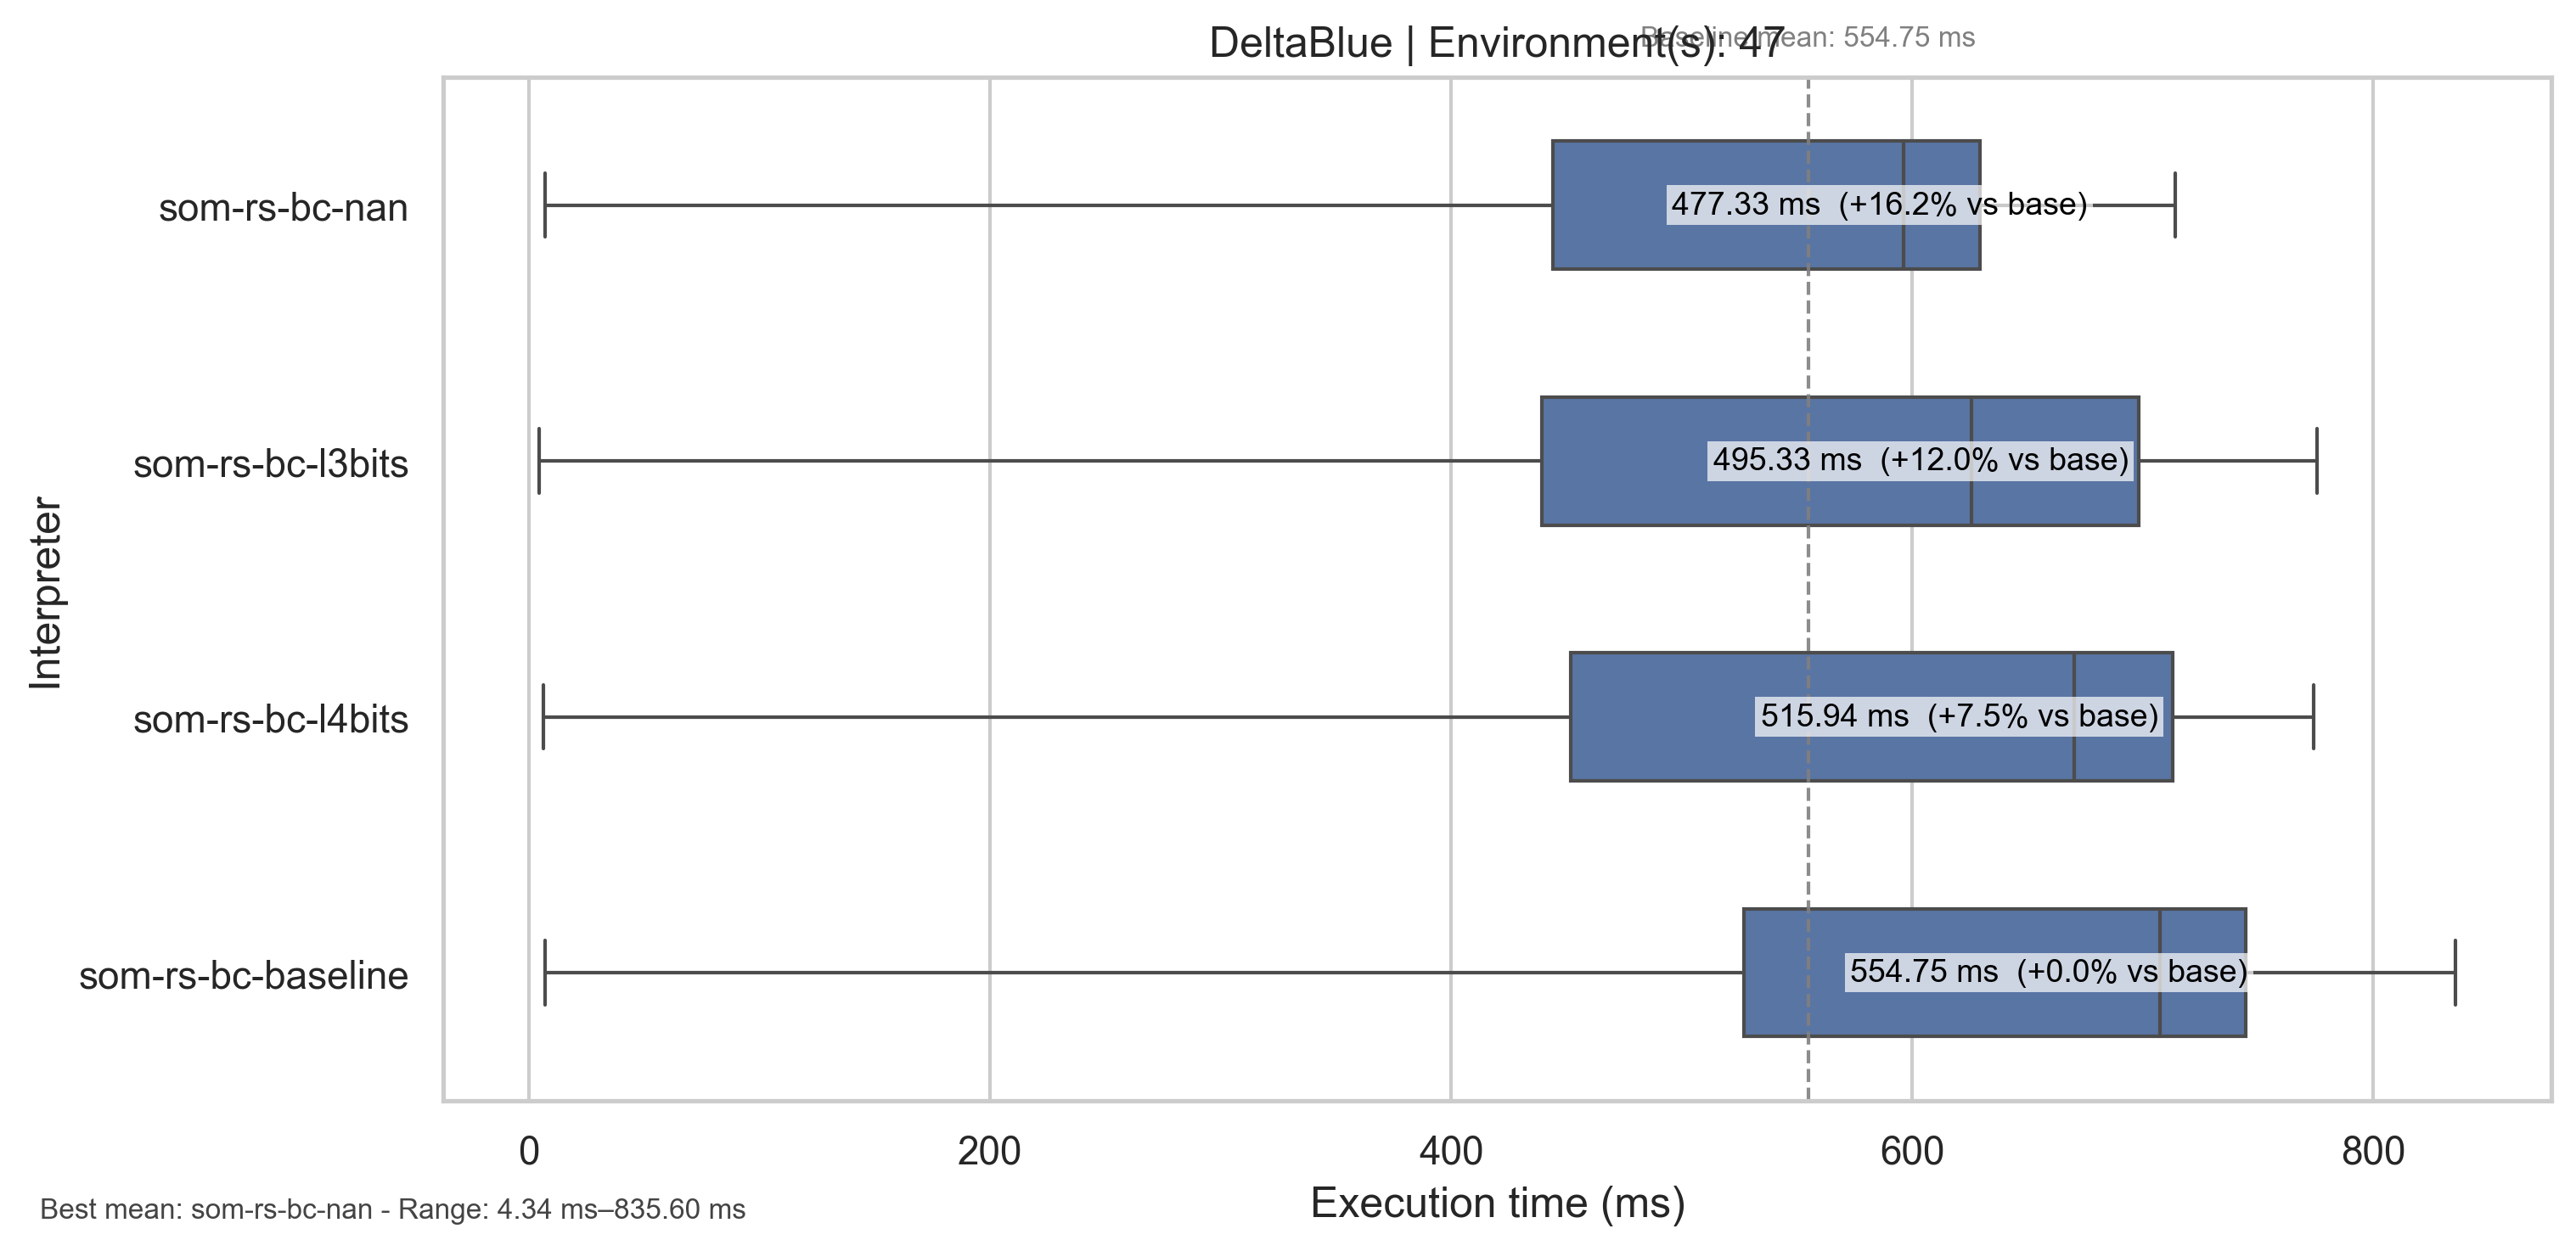 DeltaBlue | Environment(s): 47
Baseline mean: 554.75 ms
som-rs-bc-nan
477.33 ms (+16.2% vs base)
som-rs-bc-l3bits
495.33 ms (+12.0% vs base)
Interpreter
som-rs-bc-l4bits
515.94 ms (+7.5% vs base)
som-rs-bc-baseline
554.75 ms (+0.0% vs base)
0 200 400 600 800
Execution time (ms)
Best mean: som-rs-bc-nan - Range: 4.34 ms–835.60 ms